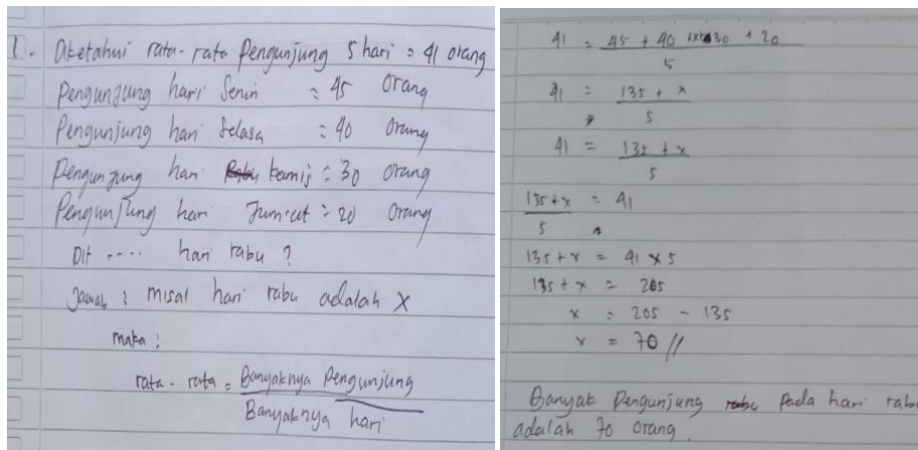 1. Diketahui rata-rata Pengunjung 5 hari = 41 orang
Pengunjung hari Senin = 45 Orang
Pengunjung hari Selasa = 40 Orang
Pengunjung hari kamis = 30 Orang
Pengunjung hari Jum-at = 20 Orang
Dit .... hari rabu ?
Jawab : misal hari rabu adalah X
maka :
rata-rata = Banyaknya Pengunjung
Banyaknya hari
41 = 45 + 40 +x+ 30 + 20
5
41 = 135 + x
5
41 = 135 + x
5
135 + x = 41
5
135 + x = 41 x 5
135 + x = 205
x = 205 - 135
x = 70 //
Banyak Pengunjung Pada hari rabu
adalah 70 orang.